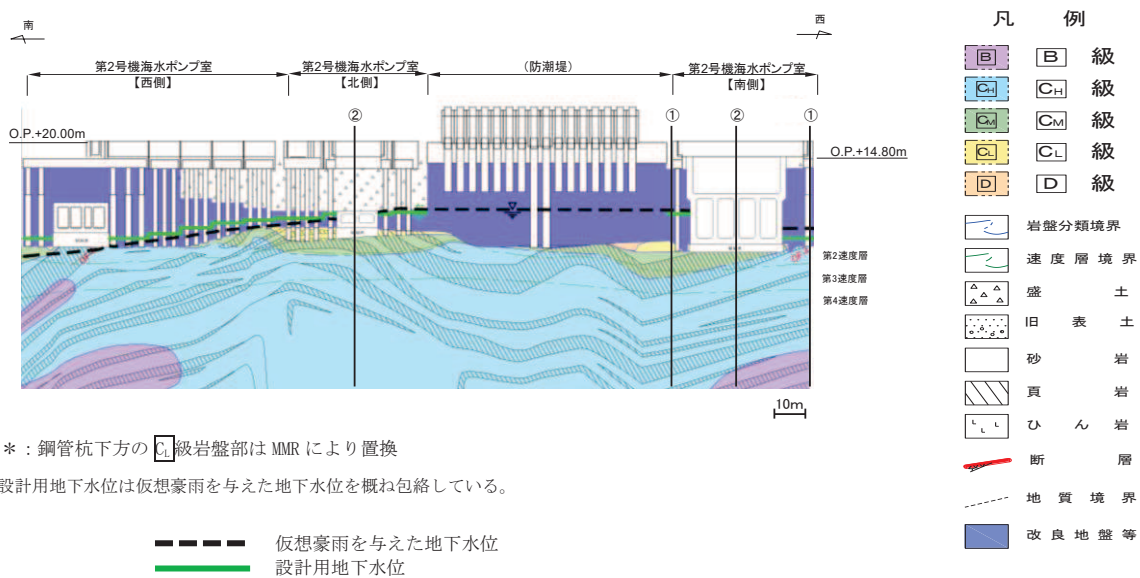 南
西
第2号機海水ポンプ室
【西側】
第2号機海水ポンプ室
【北側】
(防潮堤)
第2号機海水ポンプ室
【南側】
②
①
②
①
O.P.+20.00m
O.P.+14.80m
第2速度層
第3速度層
第4速度層
10m
*：鋼管杭下方の CL 級岩盤部は MMR により置換
設計用地下水位は仮想豪雨を与えた地下水位を概ね包絡している。
仮想豪雨を与えた地下水位
設計用地下水位
凡 例
B B 級
CH CH 級
CM CM 級
CL CL 級
D D 級
岩盤分類境界
速度層境界
盛 土
旧 表 土
砂 岩
頁 岩
ひ ん 岩
断 層
地 質 境 界
改 良 地 盤 等